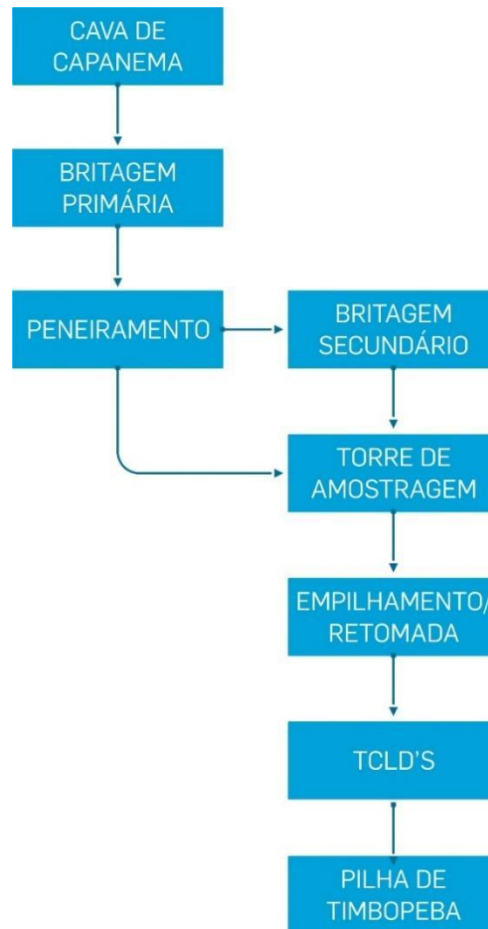 CAVA DE
CAPANEMA
BRITAGEM
PRIMÁRIA
PENEIRAMENTO
BRITAGEM
SECUNDÁRIO
TORRE DE
AMOSTRAGEM
EMPILHAMENTO/
RETOMADA
TCLD'S
PILHA DE
TIMBOPEBA